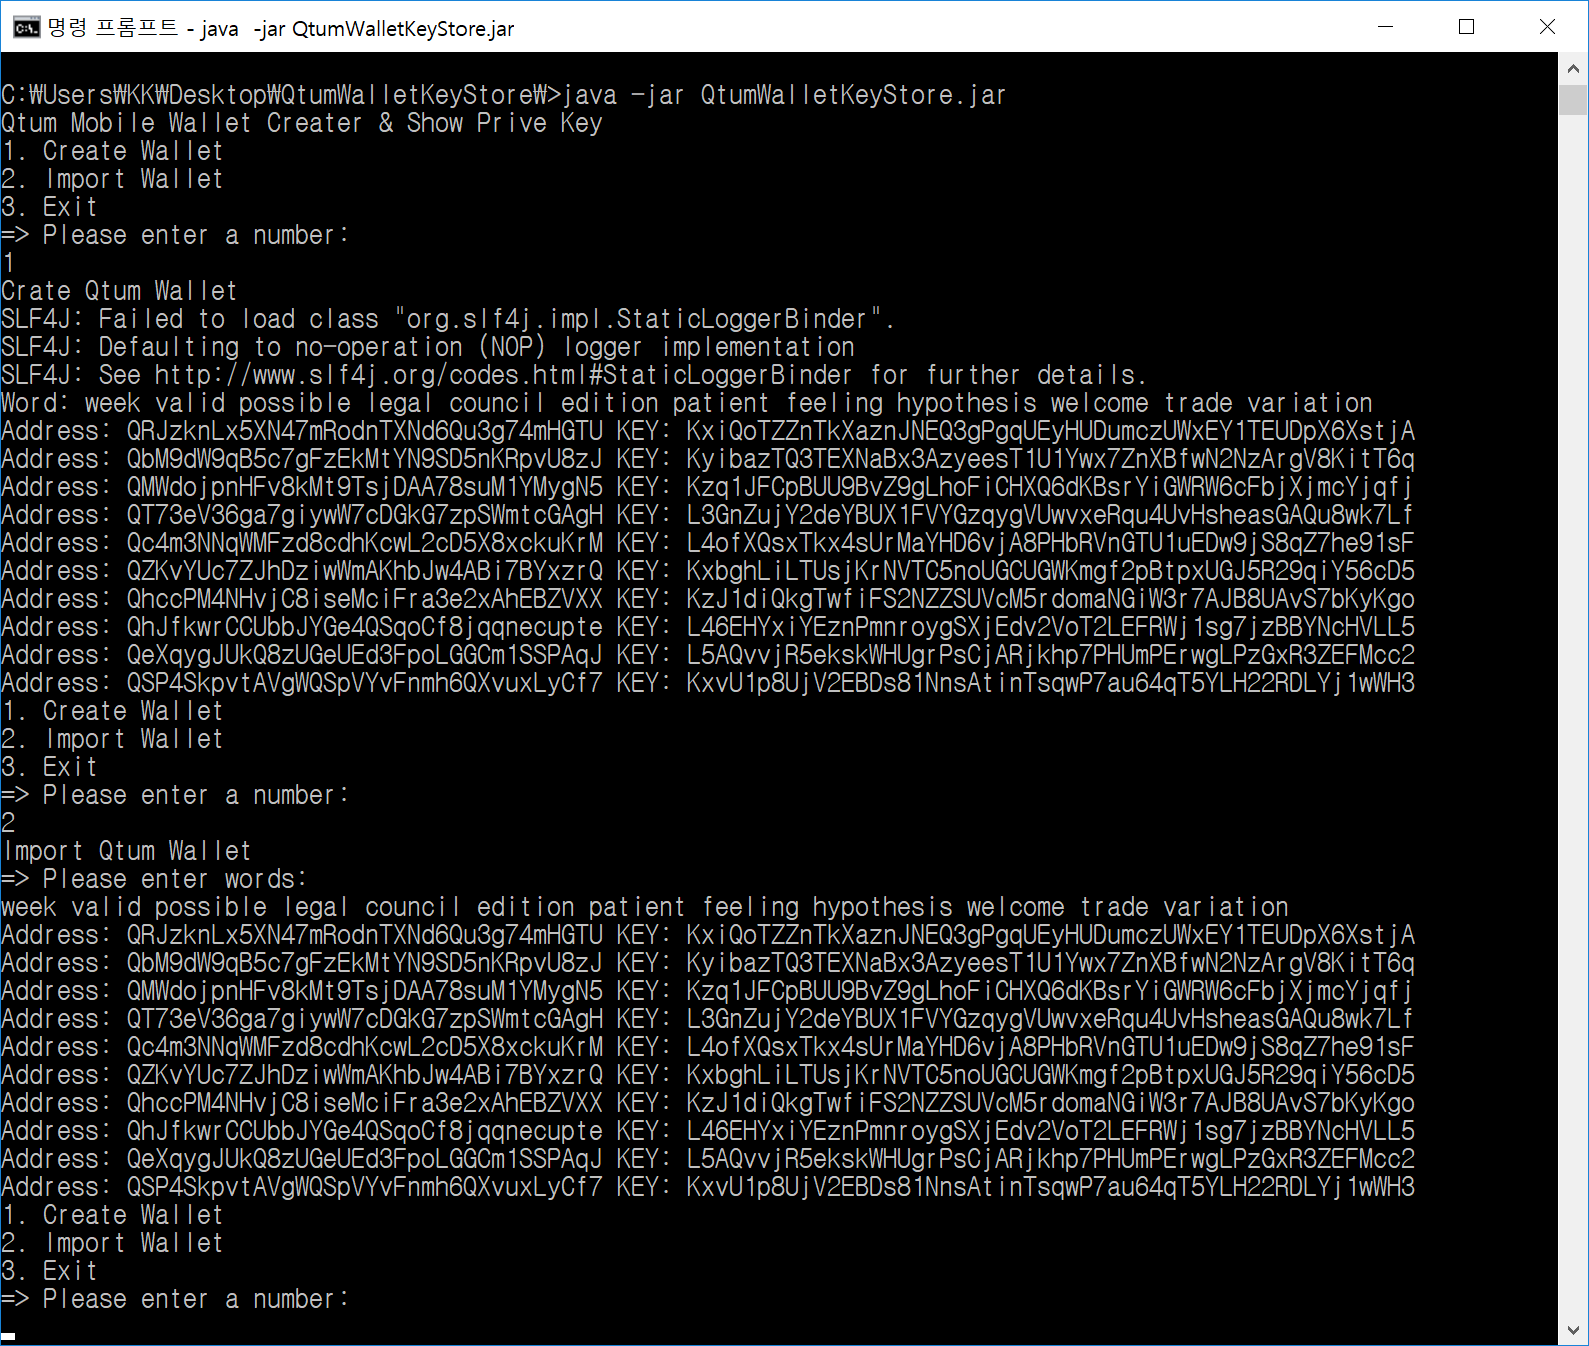 명령 프롬프트 - java  -jar QtumWalletKeyStore.jar
C:₩Users₩KK₩Desktop₩QtumWalletKeyStore₩>java -jar QtumWalletKeyStore.jar
Qtum Mobile Wallet Creater & Show Prive Key
1. Create Wallet
2. Import Wallet
3. Exit
=> Please enter a number:
1
Crate Qtum Wallet
SLF4J: Failed to load class "org.slf4j.impl.StaticLoggerBinder".
SLF4J: Defaulting to no-operation (NOP) logger implementation
SLF4J: See http://www.slf4j.org/codes.html#StaticLoggerBinder for further details.
Word: week valid possible legal council edition patient feeling hypothesis welcome trade variation
Address: QRJzknLx5XN47mRodnTXNd6Qu3g74mHGTU KEY: KxiQoTZZnTkXaznJNEQ3gPgqUEyHUDumczUWxEY1TEUDpX6XstjA
Address: QbM9dW9qB5c7gFzEkMtYN9SD5nKRpvU8zJ KEY: KyibazTQ3TEXNaBx3AzyeesT1U1Ywx7ZnXBfwN2NzArgV8KitT6q
Address: QMWdojpnHFv8kMt9TsjDAA78suM1YMygN5 KEY: Kzq1JFCpBUU9BvZ9gLhoFiCHXQ6dKBsrYiGWRW6cFbjXjmcYjqfj
Address: QT73eV36ga7giywW7cDGkG7zpSWmtcGAgH KEY: L3GnZujY2deYBUX1FVYGzqygVUwvxeRqu4UvHsheasGAQu8wk7Lf
Address: Qc4m3NNqWMFzd8cdhKcwL2cD5X8xckuKrM KEY: L4ofXQsxTkx4sUrMaYHD6vjA8PHbRVnGTU1uEDw9jS8qZ7he91sF
Address: QZKvYUc7ZJhDziwWmAKhbJw4ABi7BYxzrQ KEY: KxbghLiLTUsjKrNVTC5noUGCUGWKmgf2pBtpxUGJ5R29qiY56cD5
Address: QhccPM4NHvjC8iseMciFra3e2xAhEBZVXX KEY: KzJ1diQkgTwfiFS2NZZSUVcM5rdomaNGiW3r7AJB8UAvS7bKyKgo
Address: QhJfkwrCCUbbJYGe4QSqoCf8jqqnecupte KEY: L46EHYxiYEznPmnroygSXjEdv2VoT2LEFRWj1sg7jzBBYNcHVLL5
Address: QeXqygJUkQ8zUGeUEd3FpoLGGCm1SSPAqJ KEY: L5AQvvjR5ekskWHUgrPsCjARjkhp7PHUmPErwgLPzGxR3ZEFMcc2
Address: QSP4SkpvtAVgWQSpVYvFnmh6QXvuxLyCf7 KEY: KxvU1p8UjV2EBDs81NnsAtinTsqwP7au64qT5YLH22RDLYj1wWH3
1. Create Wallet
2. Import Wallet
3. Exit
=> Please enter a number:
2
Import Qtum Wallet
=> Please enter words:
week valid possible legal council edition patient feeling hypothesis welcome trade variation
Address: QRJzknLx5XN47mRodnTXNd6Qu3g74mHGTU KEY: KxiQoTZZnTkXaznJNEQ3gPgqUEyHUDumczUWxEY1TEUDpX6XstjA
Address: QbM9dW9qB5c7gFzEkMtYN9SD5nKRpvU8zJ KEY: KyibazTQ3TEXNaBx3AzyeesT1U1Ywx7ZnXBfwN2NzArgV8KitT6q
Address: QMWdojpnHFv8kMt9TsjDAA78suM1YMygN5 KEY: Kzq1JFCpBUU9BvZ9gLhoFiCHXQ6dKBsrYiGWRW6cFbjXjmcYjqfj
Address: QT73eV36ga7giywW7cDGkG7zpSWmtcGAgH KEY: L3GnZujY2deYBUX1FVYGzqygVUwvxeRqu4UvHsheasGAQu8wk7Lf
Address: Qc4m3NNqWMFzd8cdhKcwL2cD5X8xckuKrM KEY: L4ofXQsxTkx4sUrMaYHD6vjA8PHbRVnGTU1uEDw9jS8qZ7he91sF
Address: QZKvYUc7ZJhDziwWmAKhbJw4ABi7BYxzrQ KEY: KxbghLiLTUsjKrNVTC5noUGCUGWKmgf2pBtpxUGJ5R29qiY56cD5
Address: QhccPM4NHvjC8iseMciFra3e2xAhEBZVXX KEY: KzJ1diQkgTwfiFS2NZZSUVcM5rdomaNGiW3r7AJB8UAvS7bKyKgo
Address: QhJfkwrCCUbbJYGe4QSqoCf8jqqnecupte KEY: L46EHYxiYEznPmnroygSXjEdv2VoT2LEFRWj1sg7jzBBYNcHVLL5
Address: QeXqygJUkQ8zUGeUEd3FpoLGGCm1SSPAqJ KEY: L5AQvvjR5ekskWHUgrPsCjARjkhp7PHUmPErwgLPzGxR3ZEFMcc2
Address: QSP4SkpvtAVgWQSpVYvFnmh6QXvuxLyCf7 KEY: KxvU1p8UjV2EBDs81NnsAtinTsqwP7au64qT5YLH22RDLYj1wWH3
1. Create Wallet
2. Import Wallet
3. Exit
=> Please enter a number: